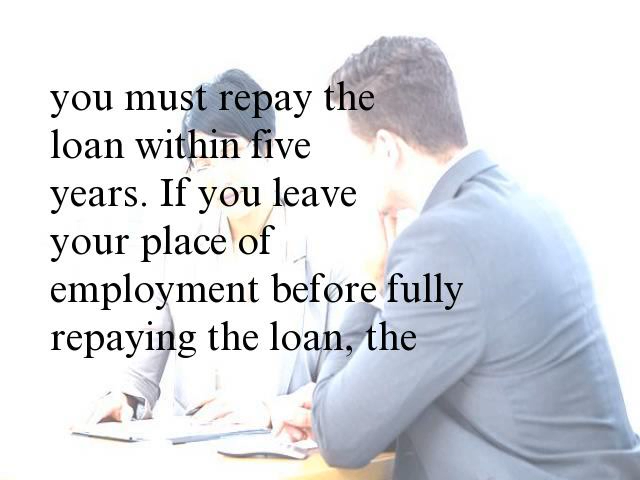 you must repay the
loan within five
years. If you leave
your place of
employment before fully
repaying the loan, the